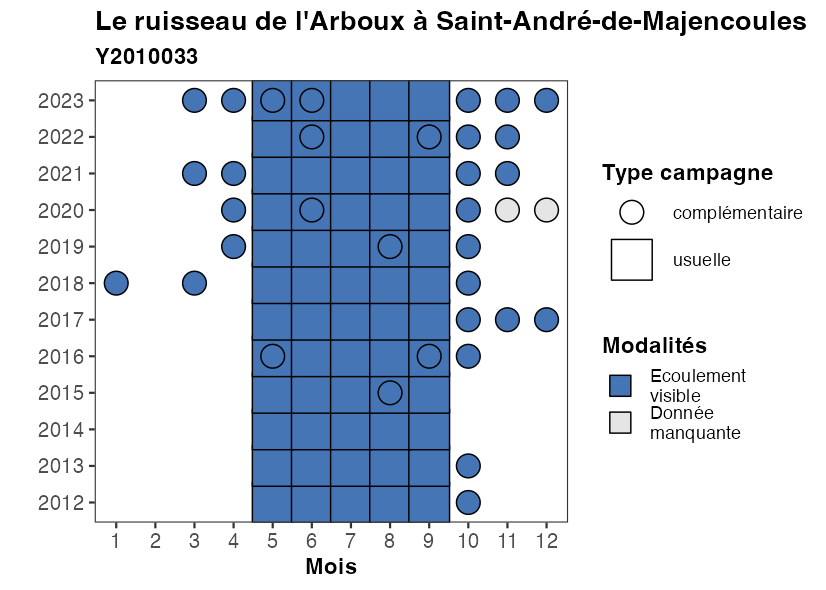 Le ruisseau de l'Arboux à Saint-André-de-Majencoules
Y2010033
2023
2022
2021
2020
2019
2018
2017
2016
2015
2014
2013
2012
1 2 3 4 5 6 7 8 9 10 11 12
Mois
Type campagne
complémentaire
usuelle
Modalités
Ecoulement
visible
Donnée
manquante